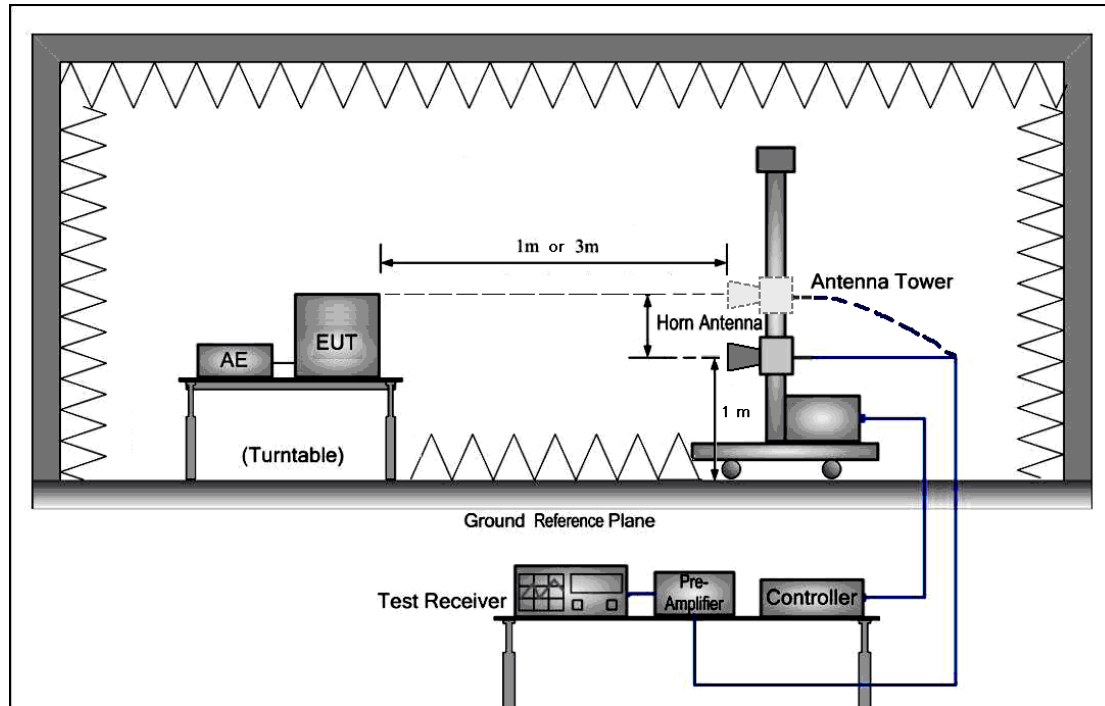 1m or 3m
Antenna Tower
Horn Antenna
EUT
AE
1 m
(Turntable)
Ground Reference Plane
Test Receiver
Pre-
Amplifier
Controller